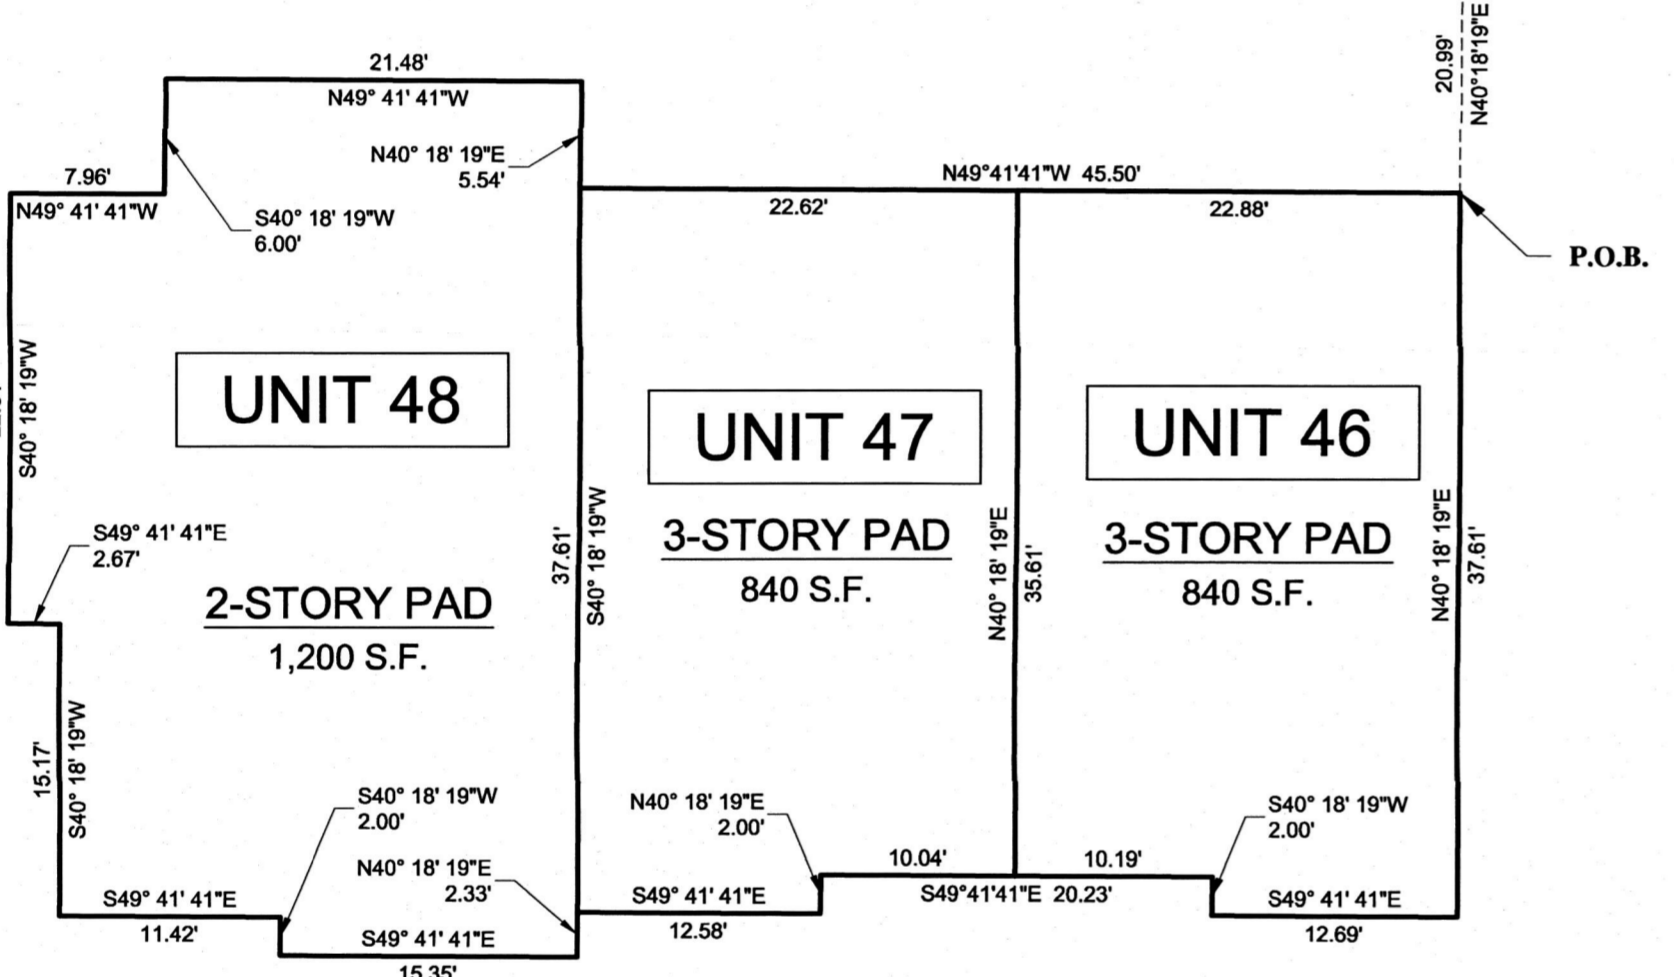 21.48'
N49° 41' 41"W
20.99'
N40°18'19"E
N40° 18' 19"E
5.54'
7.96'
N49° 41' 41"W
S40° 18' 19"W
6.00'
N49°41'41"W 45.50'
22.62'
22.88'
P.O.B.
S40° 18' 19"W
UNIT 48
UNIT 47
UNIT 46
S49° 41' 41"E
2.67'
2-STORY PAD
1,200 S.F.
37.61'
S40° 18' 19"W
3-STORY PAD
840 S.F.
N40° 18' 19"E
35.61'
3-STORY PAD
840 S.F.
N40° 18' 19"E
37.61'
15.17'
S40° 18' 19"W
S40° 18' 19"W
2.00'
N40° 18' 19"E
2.33'
N40° 18' 19"E
2.00'
S40° 18' 19"W
2.00'
10.04'
10.19'
S49°41'41"E 20.23'
S49° 41' 41"E
11.42'
S49° 41' 41"E
15.35'
S49° 41' 41"E
12.58'
S49° 41' 41"E
12.69'